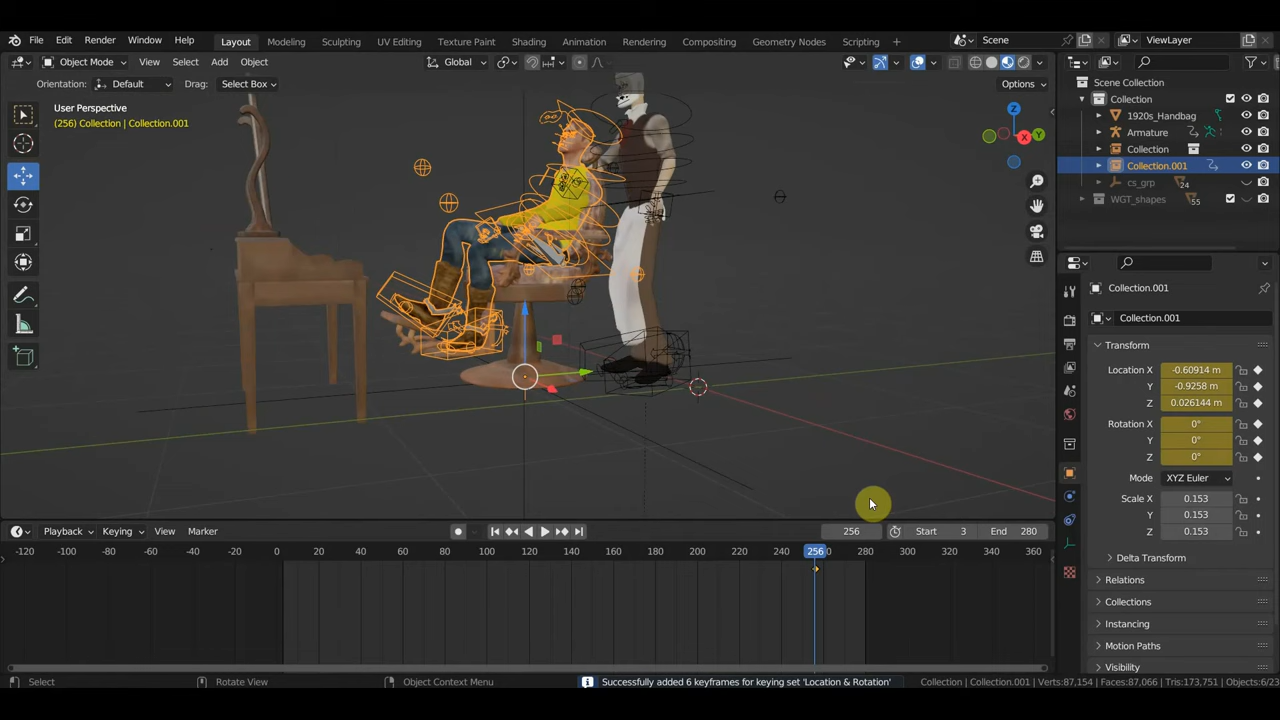 File Edit Render Window Help Layout Modeling Sculpting UV Editing Texture Paint Shading Animation Rendering Compositing Geometry Nodes Scripting + Scene ViewLayer
Object Mode View Select Add Object Global
Orientation: Default Drag: Select Box Options
User Perspective
(256) Collection | Collection.001
Z
X
Y
Scene Collection
Collection
1920s_Handbag
Armature
Collection
Collection.001
cs_grp 24
WGT_shapes 55
Collection.001
Collection.001
Transform
Location X -0.60914 m
Y -0.9258 m
Z 0.026144 m
Rotation X 0°
Y 0°
Z 0°
Mode XYZ Euler
Scale X 0.153
Y 0.153
Z 0.153
Delta Transform
Relations
Collections
Instancing
Motion Paths
Visibility
Playback Keying View Marker 256 Start 3 End 280
-120 -100 -80 -60 -40 -20 0 20 40 60 80 100 120 140 160 180 200 220 240 256 280 300 320 340 360
Select Rotate View Object Context Menu Successfully added 6 keyframes for keying set 'Location & Rotation' Collection | Collection.001 | Verts:87,154 | Faces:87,066 | Tris:173,751 | Objects:6/23